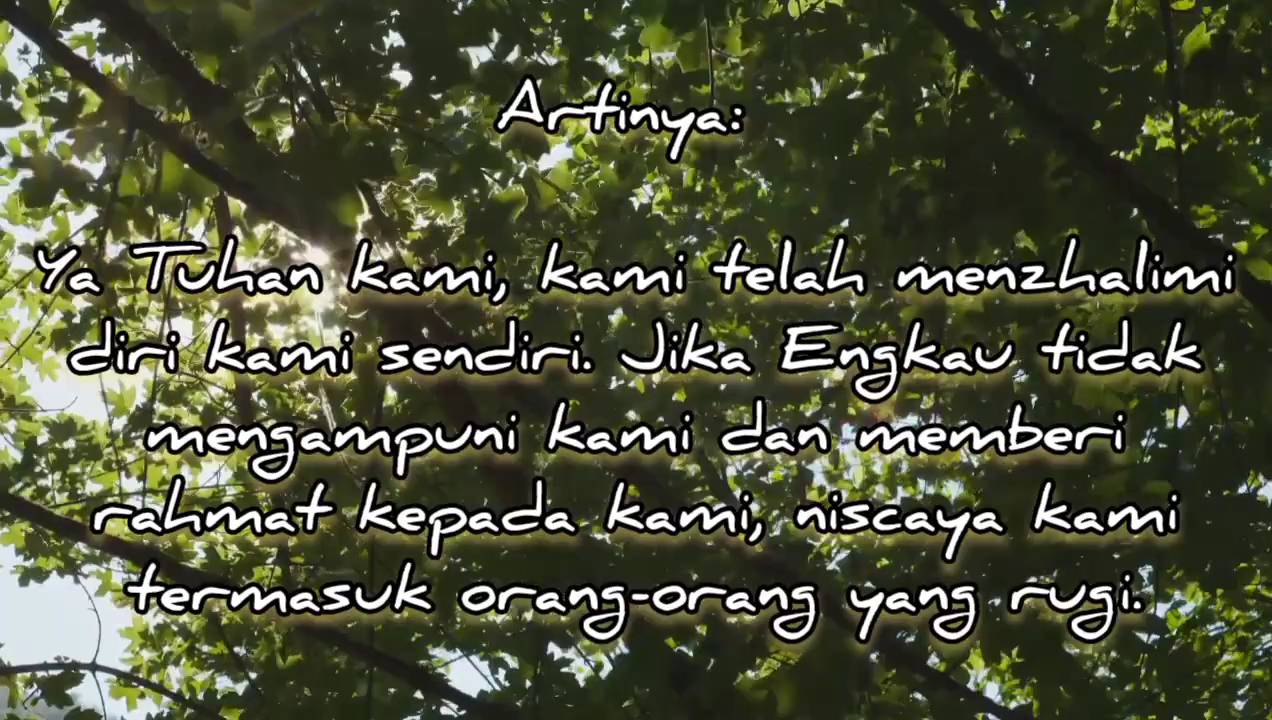 Artinya:
Ya Tuhan kami, kami telah menzhalimi
diri kami sendiri. Jika Engkau tidak
mengampuni kami dan memberi
rahmat kepada kami, niscaya kami
termasuk orang-orang yang rugi.